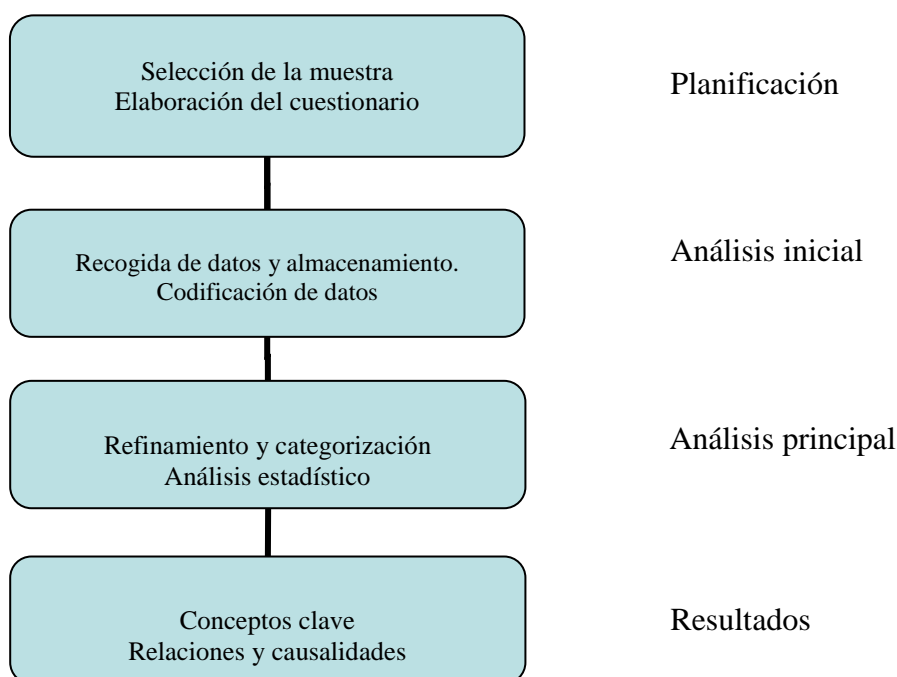 Selección de la muestra
Elaboración del cuestionario
Planificación
Recogida de datos y almacenamiento.
Codificación de datos
Análisis inicial
Refinamiento y categorización
Análisis estadístico
Análisis principal
Conceptos clave
Relaciones y causalidades
Resultados